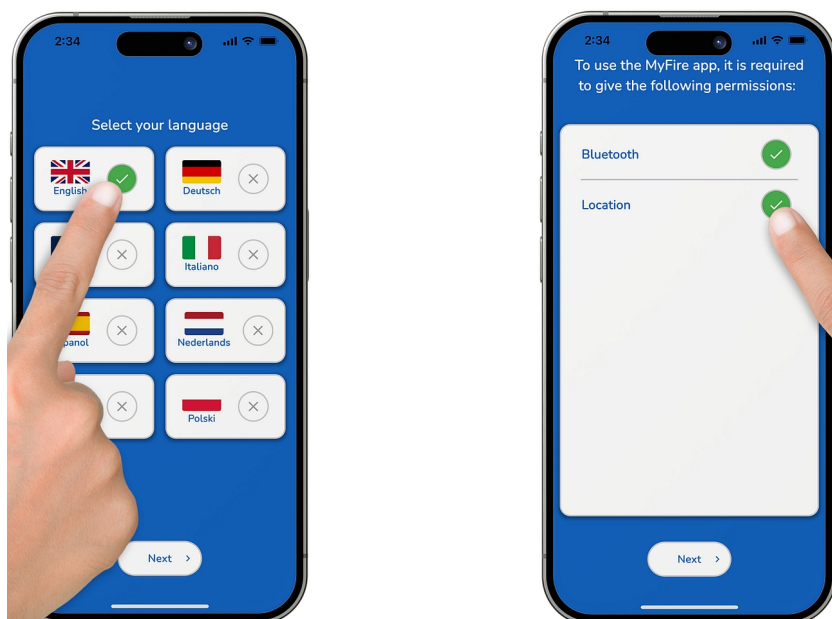 2:34
Select your language
English
Deutsch
Italiano
Nederlands
Polski
Next >
2:34
To use the MyFire app, it is required
to give the following permissions:
Bluetooth
Location
Next >